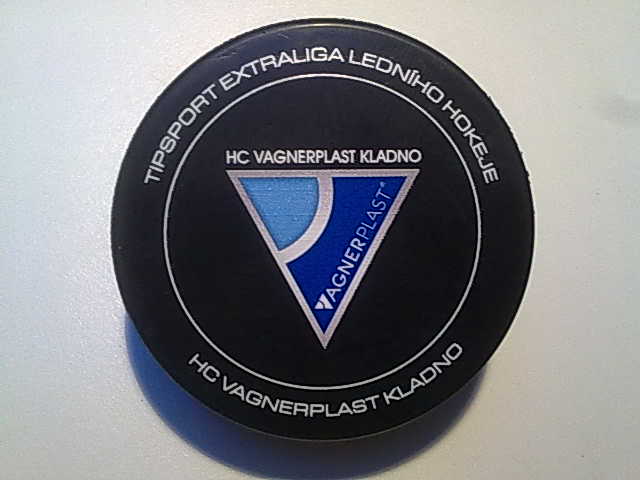 TIPSPORT EXTRALIGA LEDNÍHO HOKEJE
HC VAGNERPLAST KLADNO
VAGNERPLAST®
HC VAGNERPLAST KLADNO